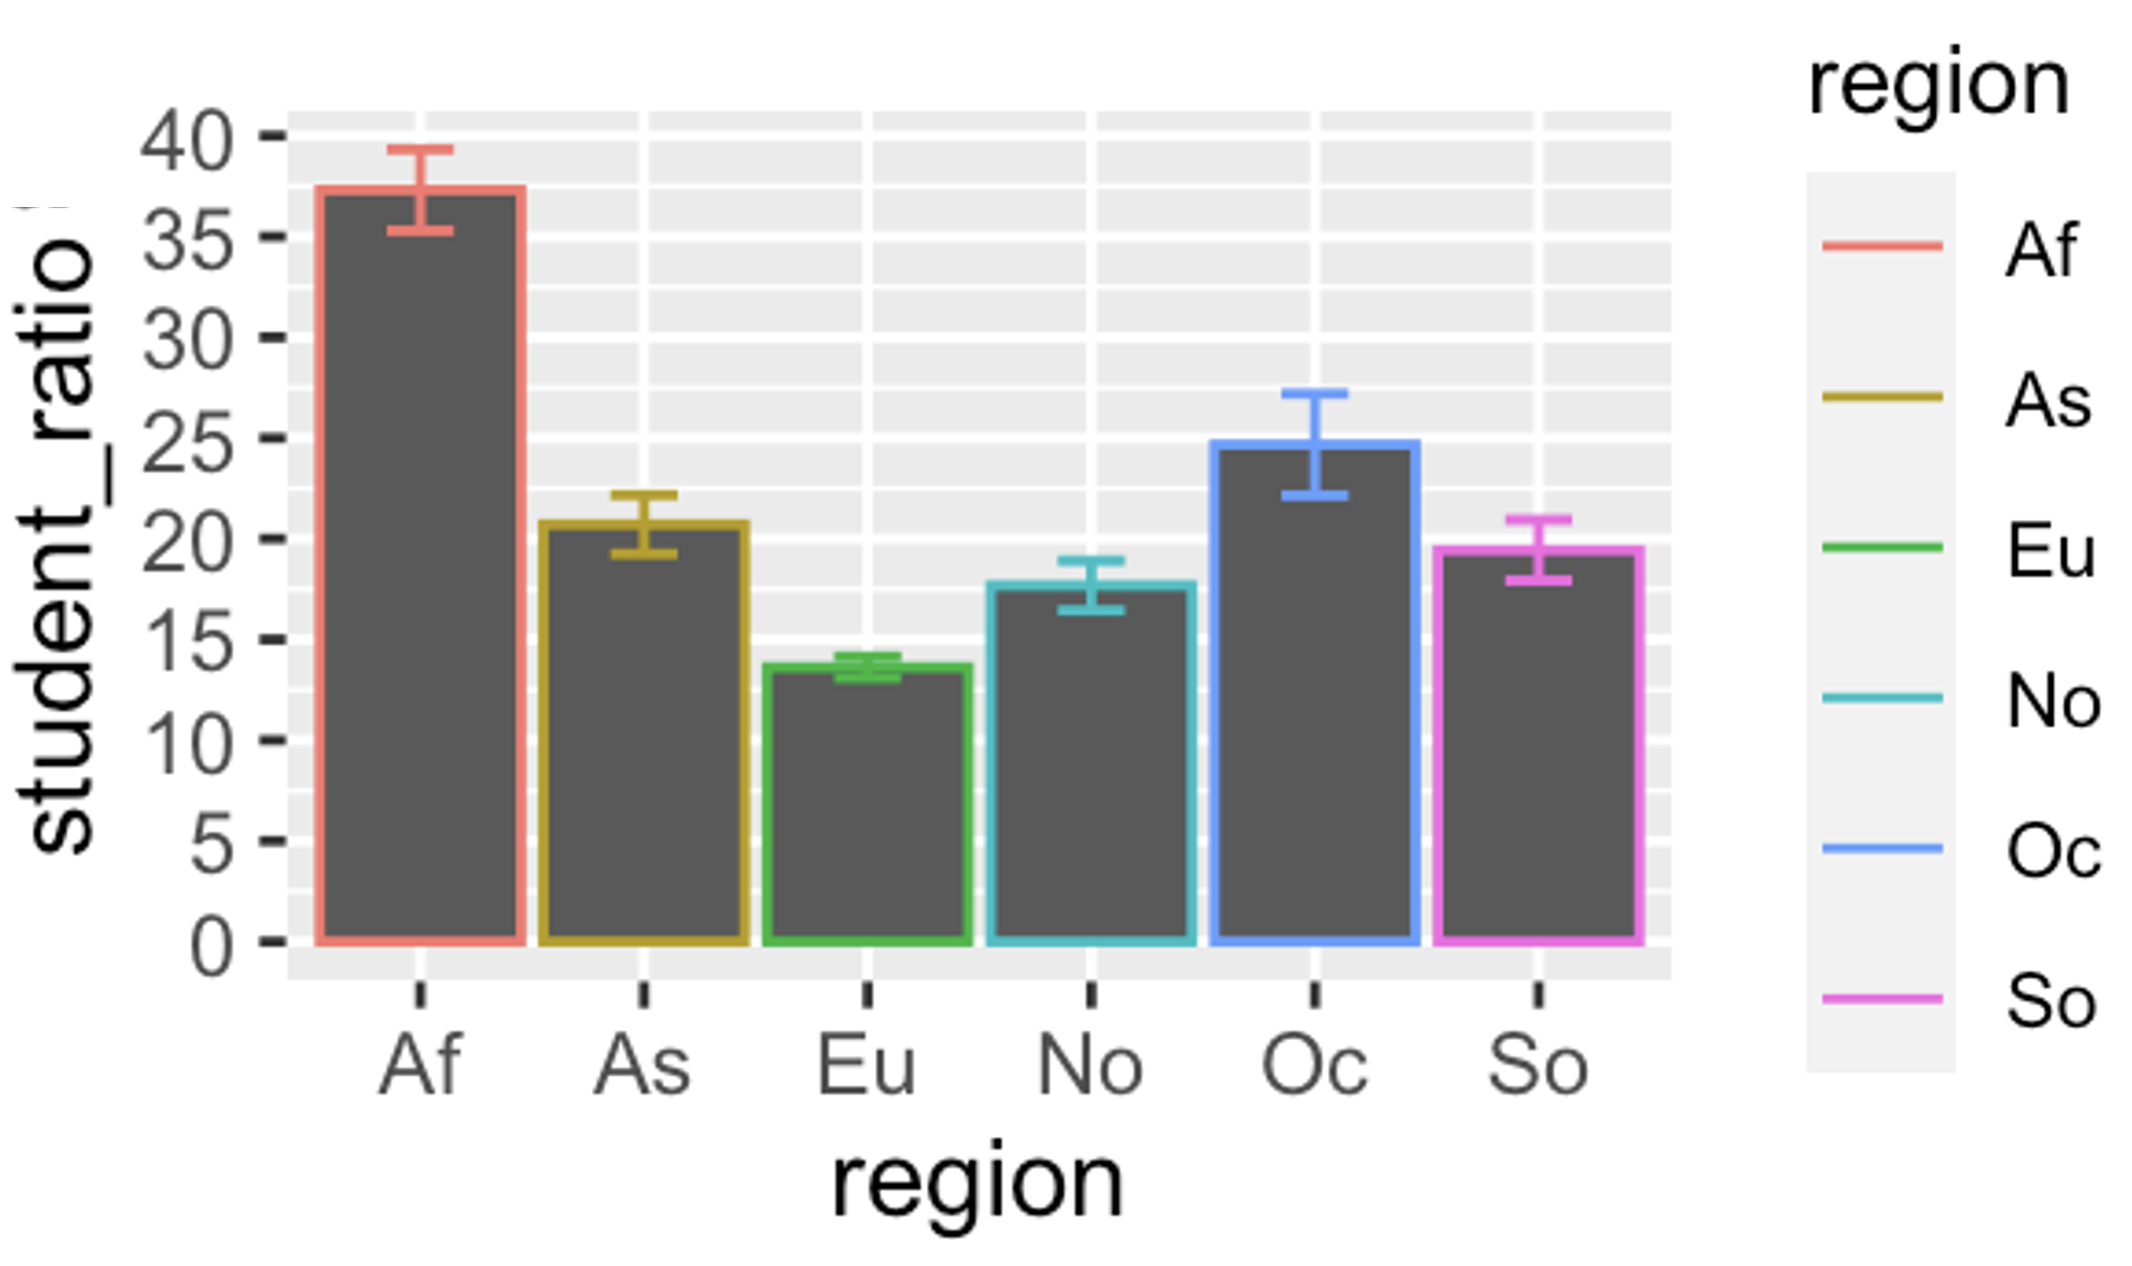 region
student_ratio
40
35
30
25
20
15
10
5
0
Af
As
Eu
No
Oc
So
Af As Eu No Oc So
region